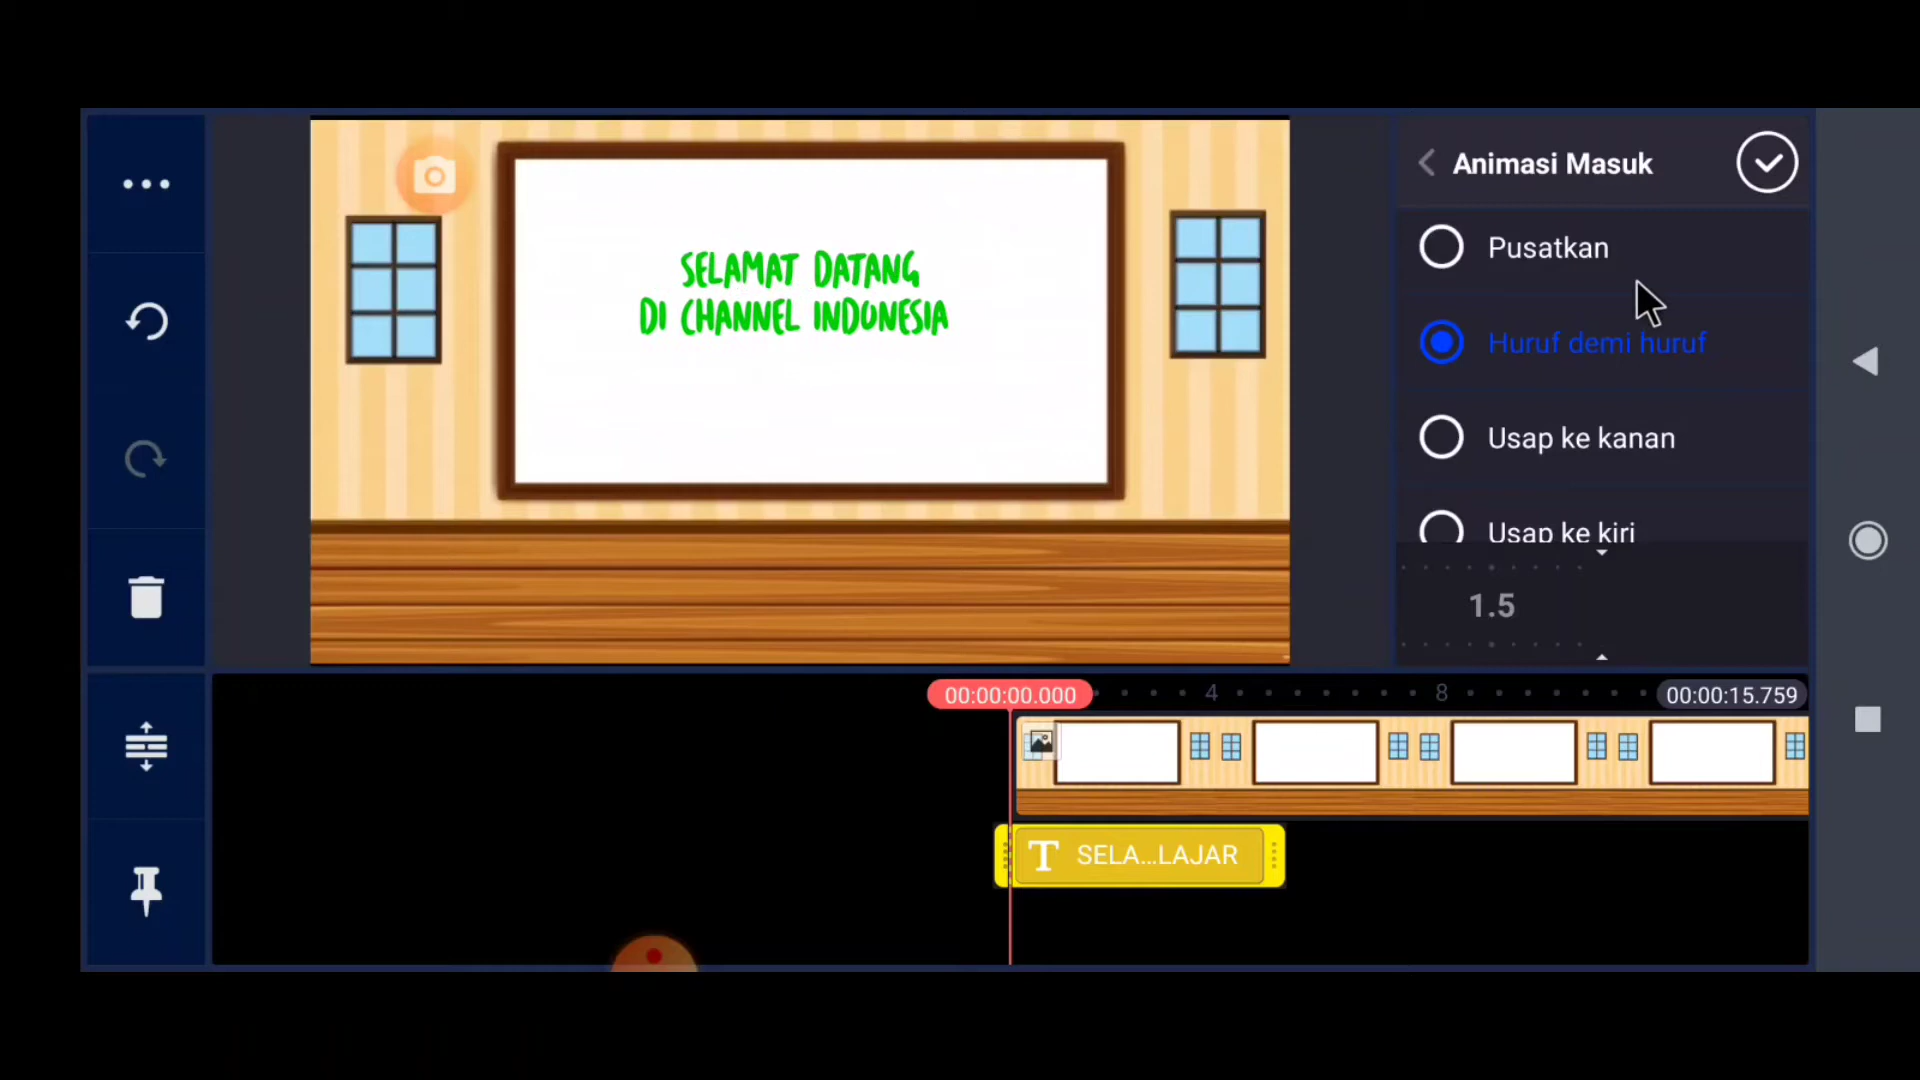 Animasi Masuk
Pusatkan
SELAMAT DATANG
DI CHANNEL INDONESIA
Huruf demi huruf
Usap ke kanan
Usap ke kiri
1.5
00:00:00.000
4
8
00:00:15.759
T SELA...LAJAR